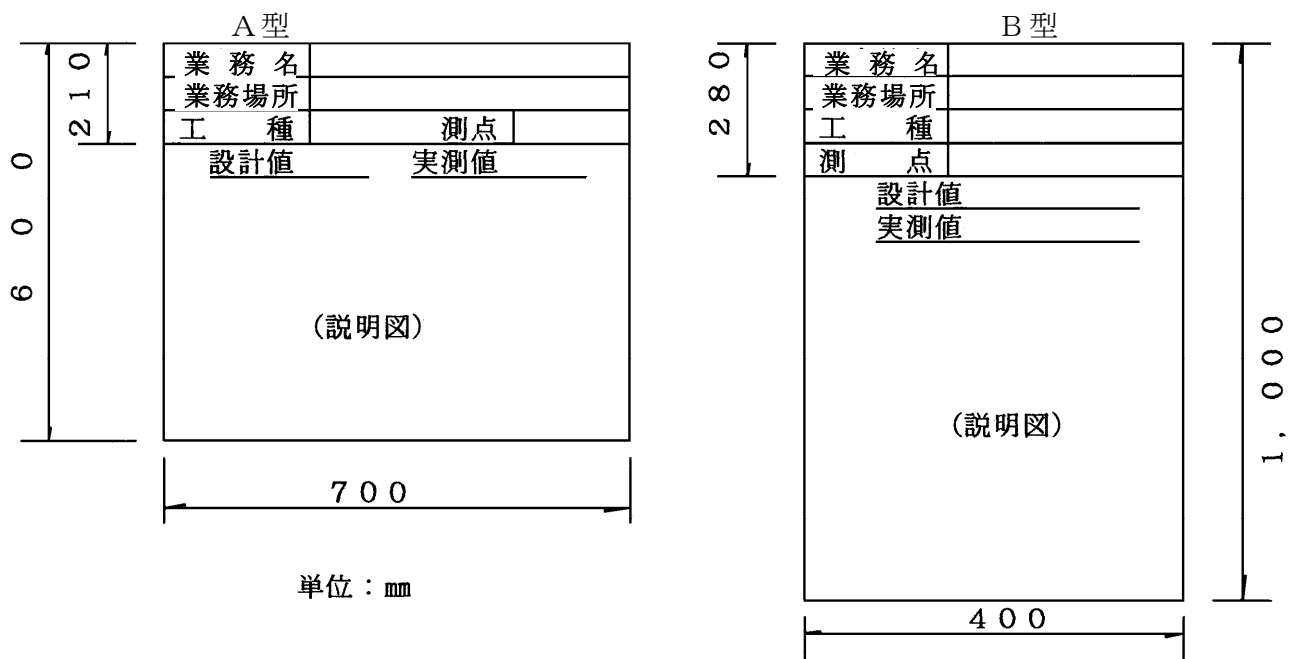 A型
業務名
業務場所
工種 測点
設計値 実測値
(説明図)
210
600
700
単位:mm
B型
業務名
業務場所
工種
測点
設計値
実測値
(説明図)
280
1,000
400